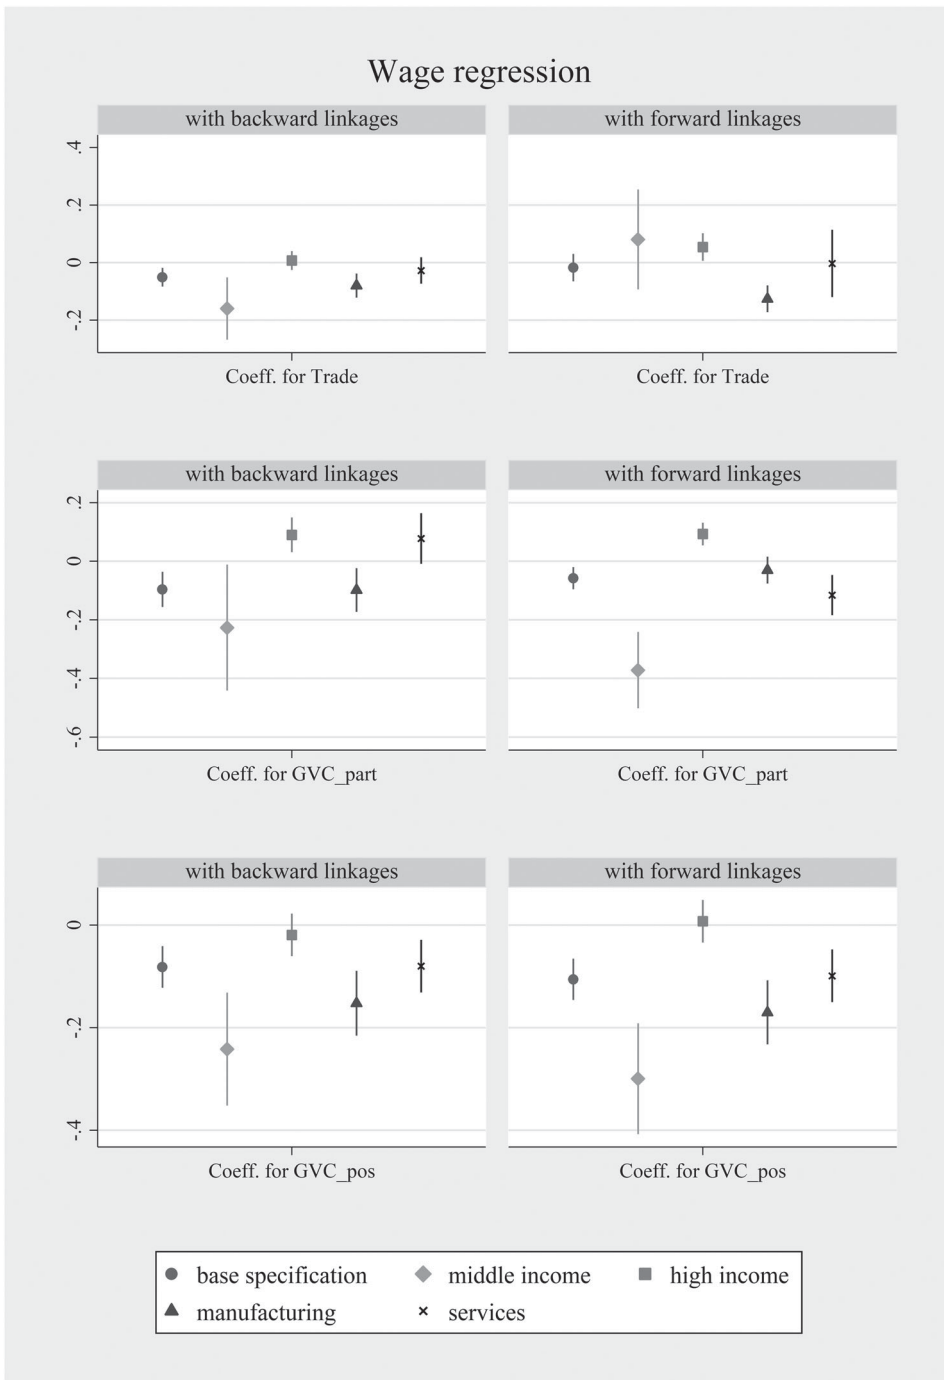 Wage regression
with backward linkages
with forward linkages
.4
.2
0
-.2
Coeff. for Trade
Coeff. for Trade
with backward linkages
with forward linkages
.2
0
-.2
-.4
-.6
Coeff. for GVC_part
Coeff. for GVC_part
with backward linkages
with forward linkages
0
-.2
-.4
Coeff. for GVC_pos
Coeff. for GVC_pos
base specification
middle income
high income
manufacturing
services